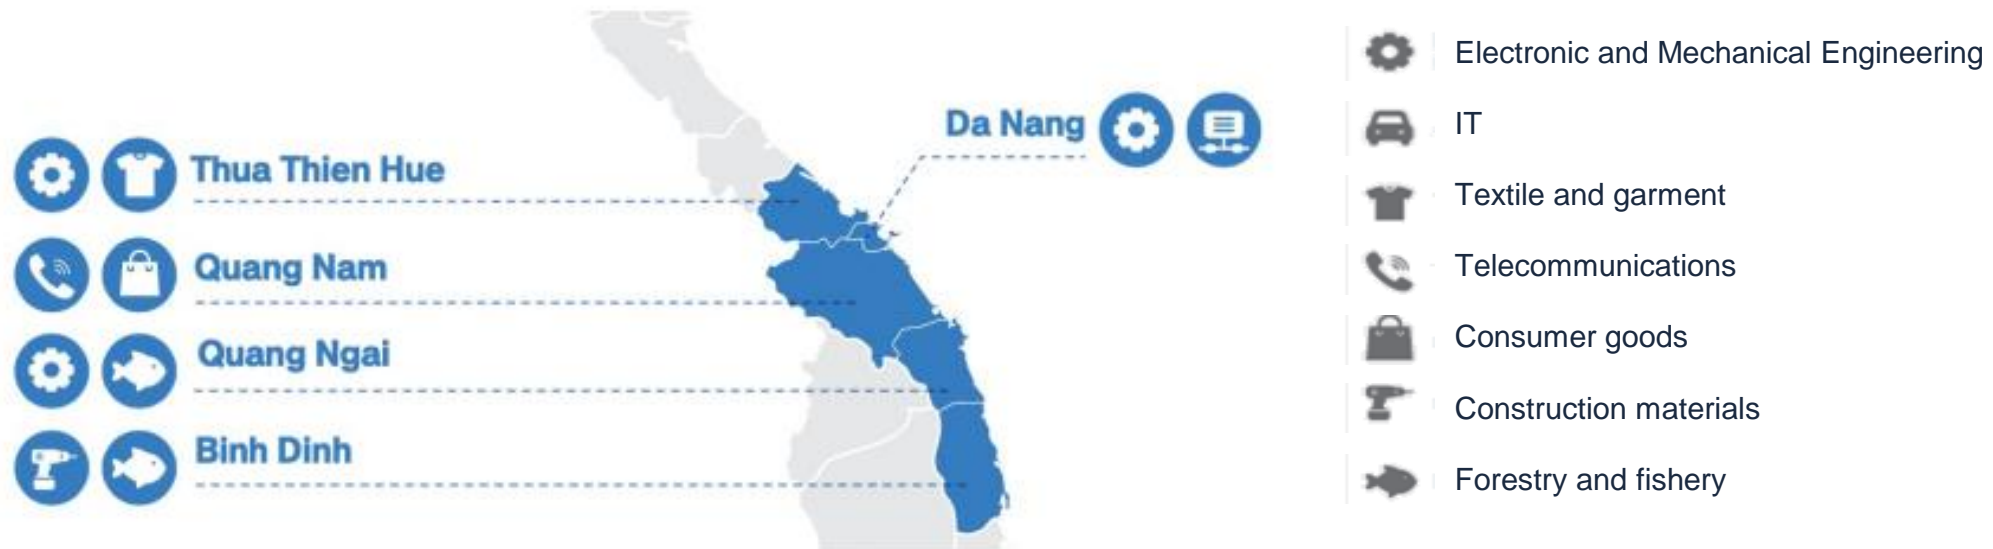 Da Nang
Thua Thien Hue
Quang Nam
Quang Ngai
Binh Dinh
Electronic and Mechanical Engineering
IT
Textile and garment
Telecommunications
Consumer goods
Construction materials
Forestry and fishery